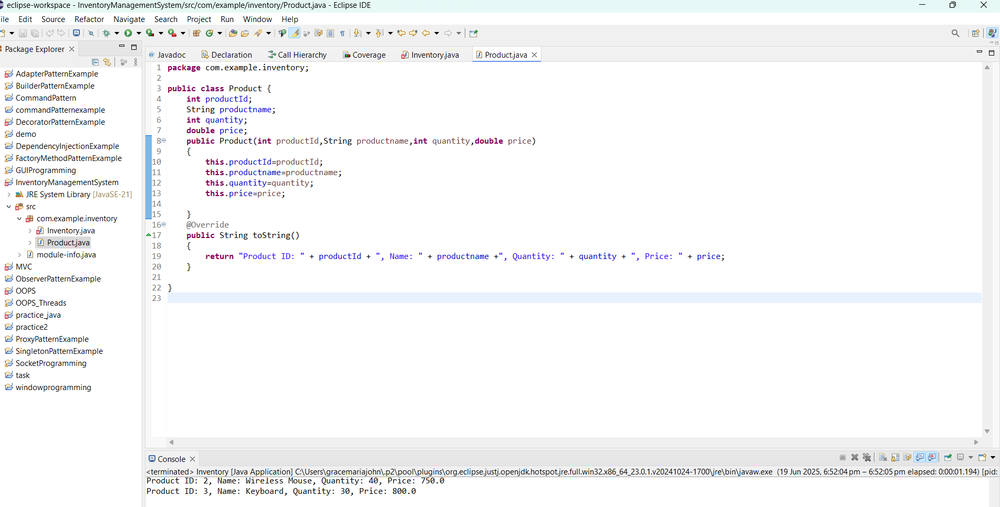 eclipse-workspace - InventoryManagementSystem/src/com/example/inventory/Product.java - Eclipse IDE
ile Edit Source Refactor Navigate Search Project Run Window Help
Package Explorer
AdapterPatternExample
BuilderPatternExample
CommandPattern
commandPatternexample
DecoratorPatternExample
demo
DependencyInjectionExample
FactoryMethodPatternExample
GUIProgramming
InventoryManagementSystem
JRE System Library [JavaSE-21]
src
com.example.inventory
Inventory.java
Product.java
module-info.java
MVC
ObserverPatternExample
OOPS
OOPS_Threads
practice_java
practice2
ProxyPatternExample
SingletonPatternExample
SocketProgramming
task
windowprogramming
@ Javadoc Declaration Call Hierarchy Coverage Inventory.java Product.java
1 package com.example.inventory;
2
3 public class Product {
4     int productId;
5     String productname;
6     int quantity;
7     double price;
8     public Product(int productId,String productname,int quantity,double price)
9     {
10         this.productId=productId;
11         this.productname=productname;
12         this.quantity=quantity;
13         this.price=price;
14
15     }
16     @Override
17     public String toString()
18     {
19         return "Product ID: " + productId + ", Name: " + productname +", Quantity: " + quantity + ", Price: " + price;
20     }
21
22 }
23
Console
<terminated> Inventory [Java Application] C:\Users\gracemariajohn\.p2\pool\plugins\org.eclipse.justj.openjdk.hotspot.jre.full.win32.x86_64_23.0.1.v20241024-1700\jre\bin\javaw.exe (19 Jun 2025, 6:52:04 pm – 6:52:05 pm elapsed: 0:00:01.194) [pid:
Product ID: 2, Name: Wireless Mouse, Quantity: 40, Price: 750.0
Product ID: 3, Name: Keyboard, Quantity: 30, Price: 800.0